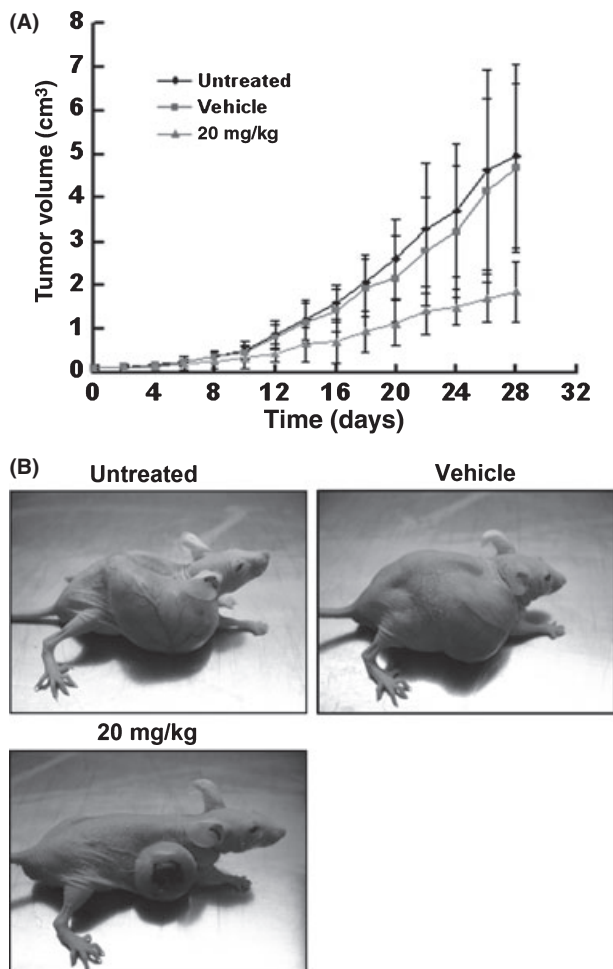 (A)
8
7
6
5
4
3
2
1
0
Tumor volume (cm³)
Untreated
Vehicle
20 mg/kg
0 4 8 12 16 20 24 28 32
Time (days)
(B)
Untreated Vehicle
20 mg/kg